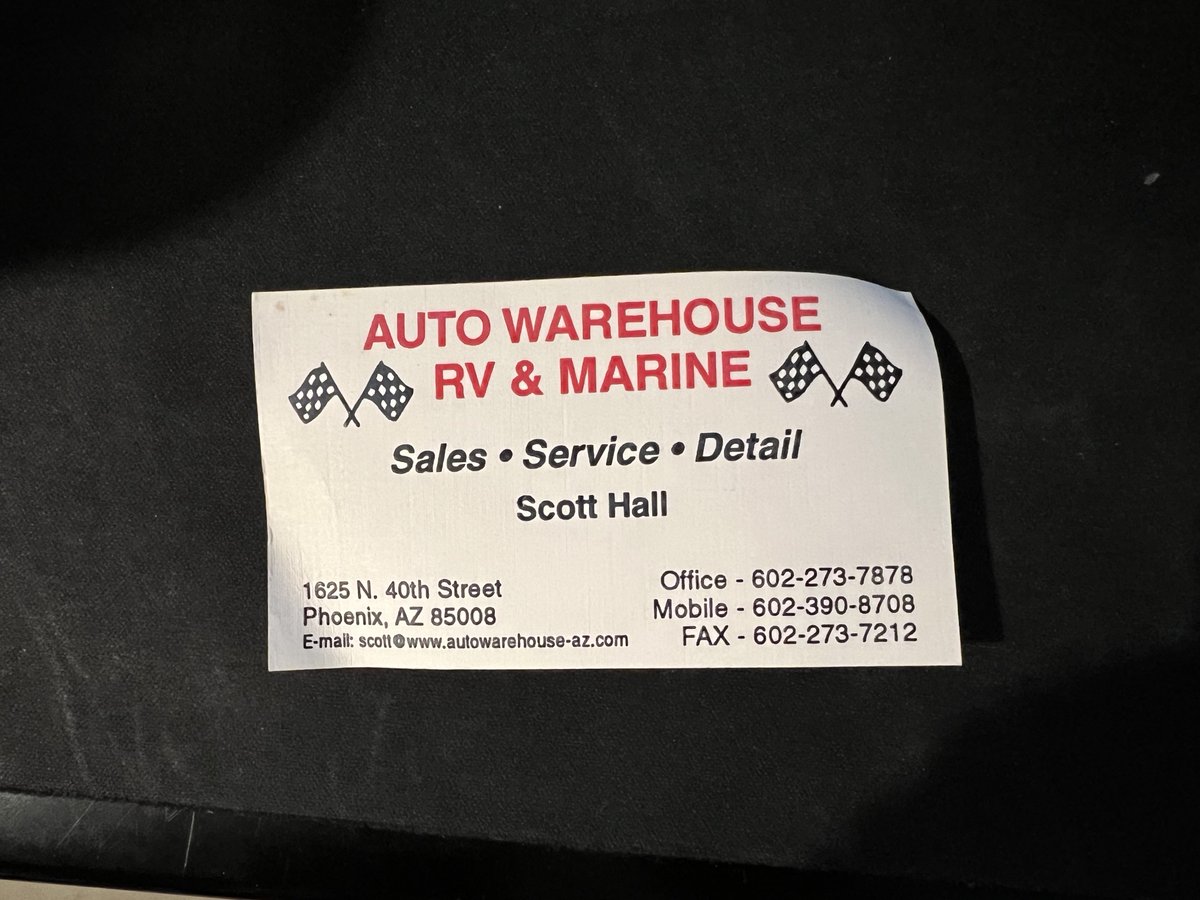 AUTO WAREHOUSE
RV & MARINE
Sales • Service • Detail
Scott Hall
1625 N. 40th Street
Phoenix, AZ 85008
E-mail: scott@www.autowarehouse-az.com
Office - 602-273-7878
Mobile - 602-390-8708
FAX - 602-273-7212